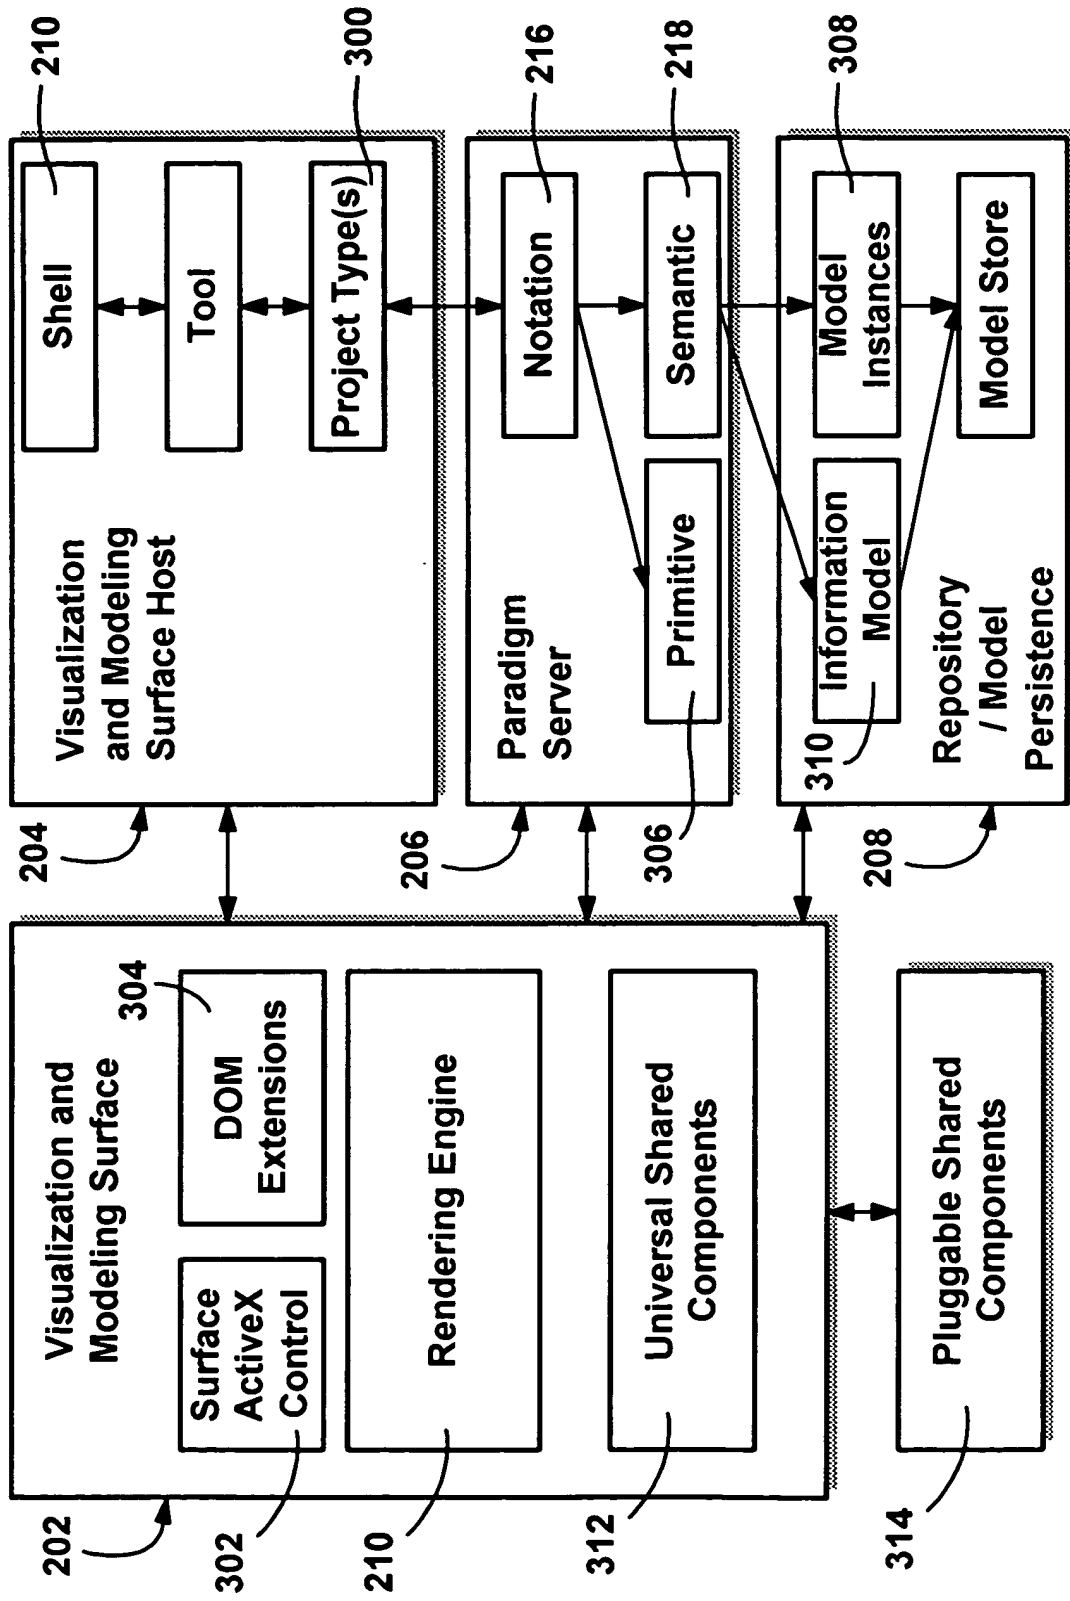 202
Visualization and
Modeling Surface
Surface
ActiveX
Control
302
DOM
Extensions
304
Rendering Engine
210
Universal Shared
Components
312
Pluggable Shared
Components
314
204
Visualization
and Modeling
Surface Host
Shell
210
Tool
Project Type(s)
300
206
Paradigm
Server
Notation
216
Primitive
306
Semantic
218
208
Repository
/ Model
Persistence
Information
Model
310
Model
Instances
308
Model Store